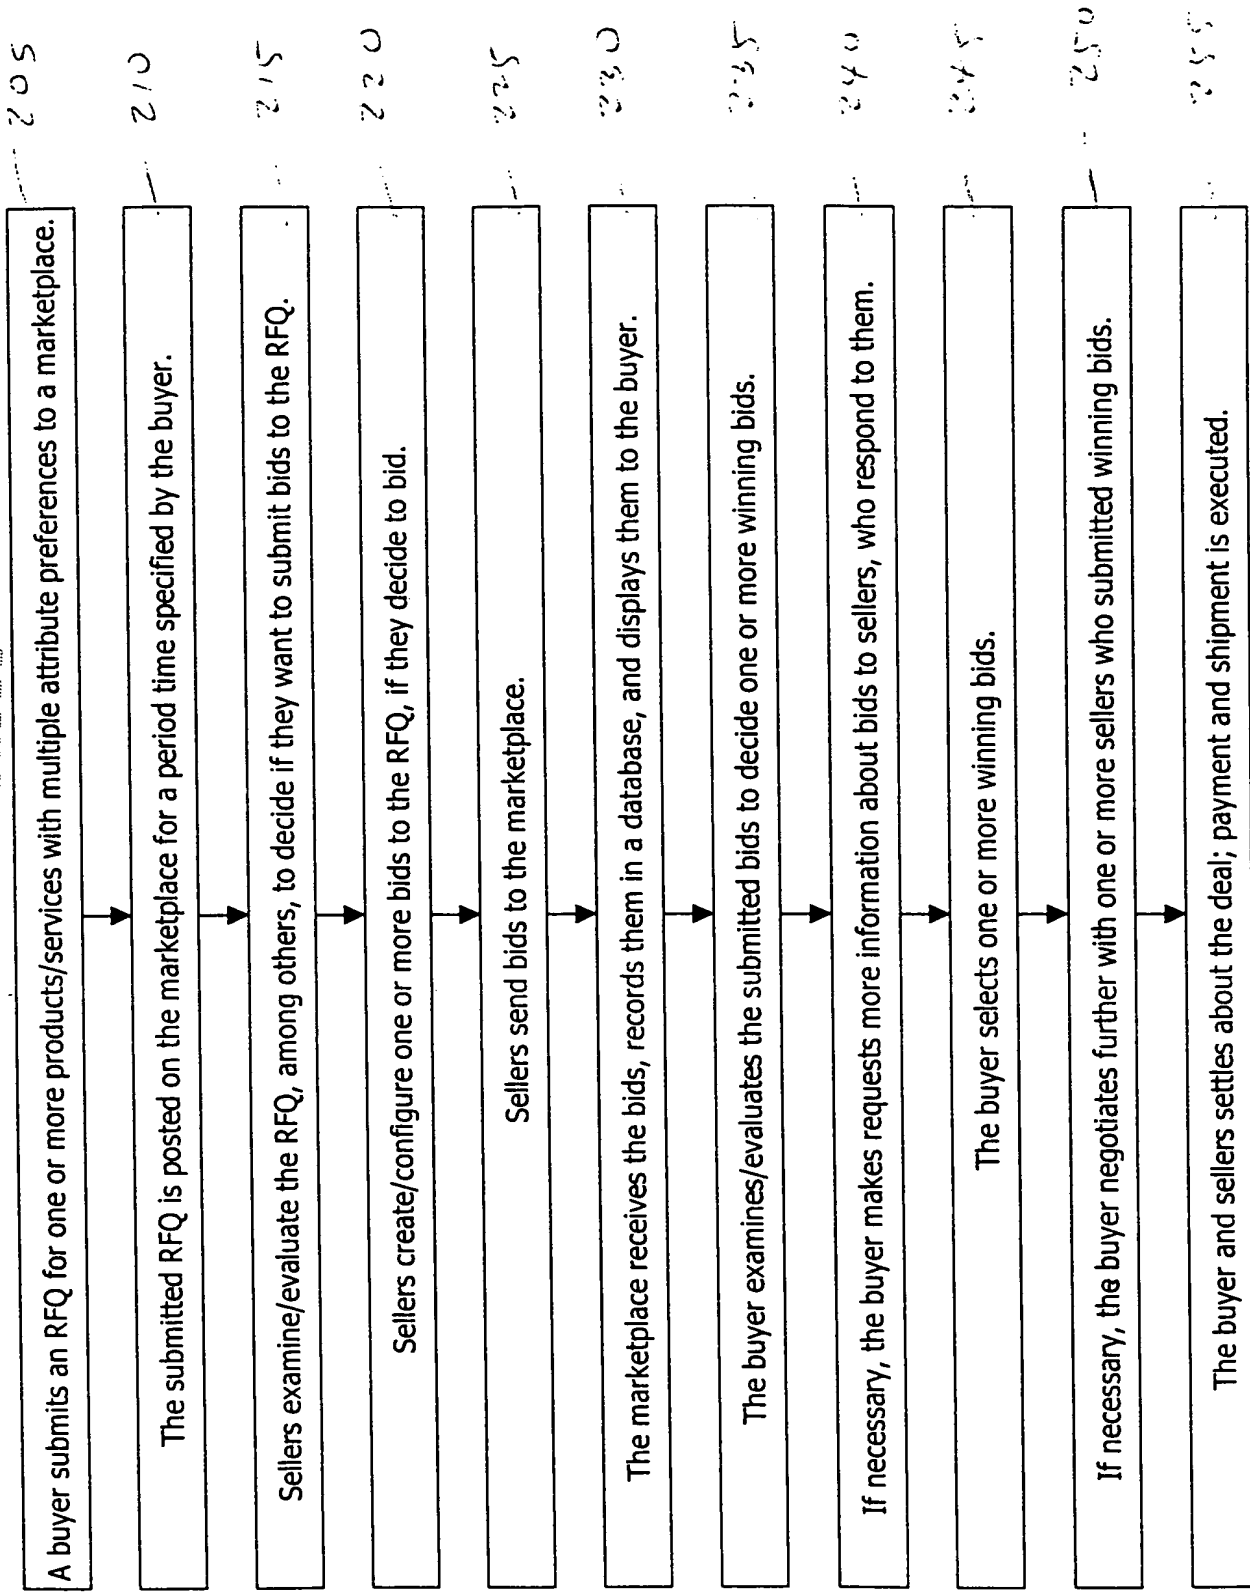 A buyer submits an RFQ for one or more products/services with multiple attribute preferences to a marketplace.
205
The submitted RFQ is posted on the marketplace for a period time specified by the buyer.
210
Sellers examine/evaluate the RFQ, among others, to decide if they want to submit bids to the RFQ.
215
Sellers create/configure one or more bids to the RFQ, if they decide to bid.
220
Sellers send bids to the marketplace.
225
The marketplace receives the bids, records them in a database, and displays them to the buyer.
230
The buyer examines/evaluates the submitted bids to decide one or more winning bids.
235
If necessary, the buyer makes requests more information about bids to sellers, who respond to them.
240
The buyer selects one or more winning bids.
245
If necessary, the buyer negotiates further with one or more sellers who submitted winning bids.
250
The buyer and sellers settles about the deal; payment and shipment is executed.
255